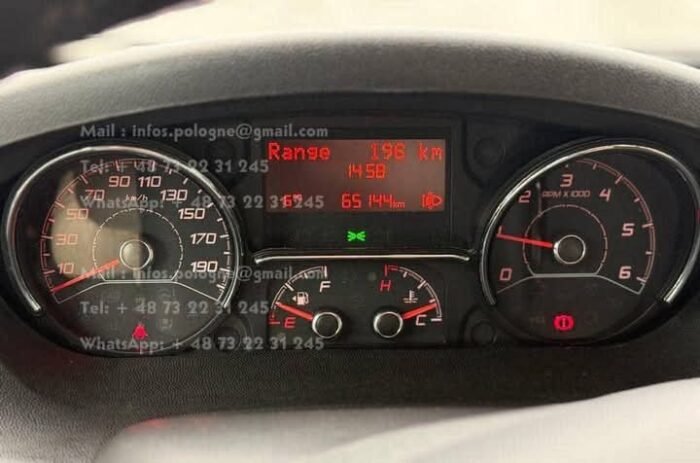 Mail : infos.pologne@gmail.com
Tel: + 48 73 22 31 245
WhatsApp: + 48 73 22 31 245
Range 196 km
14:58
65144km
10 30 50 70 90 110 130 150 170 190
km/h
Mail : infos.pologne@gmail.com
Tel: + 48 73 22 31 245
WhatsApp: + 48 73 22 31 245
E F
H C
0 1 2 3 4 5 6
RPM X 1000